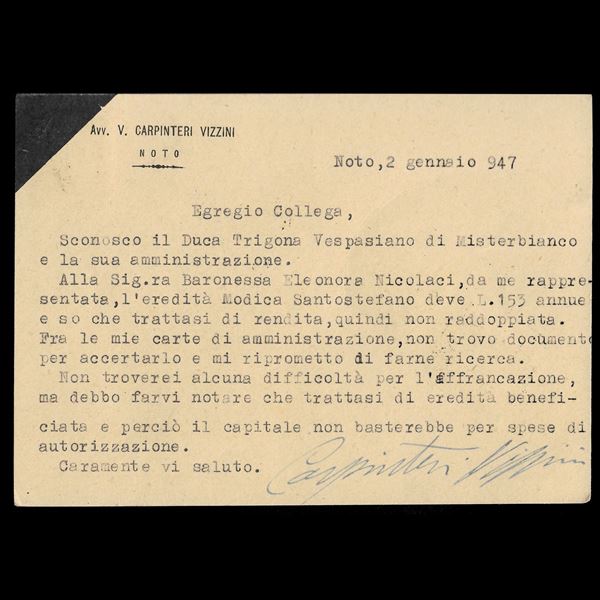 Avv. V. CARPINTERI VIZZINI
NOTO
Noto,2 gennaio 947
Egregio Collega,
Sconosco il Duca Trigona Vespasiano di Misterbianco
e la sua amministrazione.
Alla Sig.ra Baronessa Eleonora Nicolaci,da me rappre-
sentata,l'eredità Modica Santostefano deve L.153 annue
e so che trattasi di rendita,quindi non raddoppiata.
Fra le mie carte di amministrazione,non trovo documento
per accertarlo e mi riprometto di farne ricerca.
Non troverei alcuna difficoltà per l'affrancazione,
ma debbo farvi notare che trattasi di eredità benefi-
ciata e perciò il capitale non basterebbe per spese di
autorizzazione.
Caramente vi saluto.
Carpinteri Vizzini